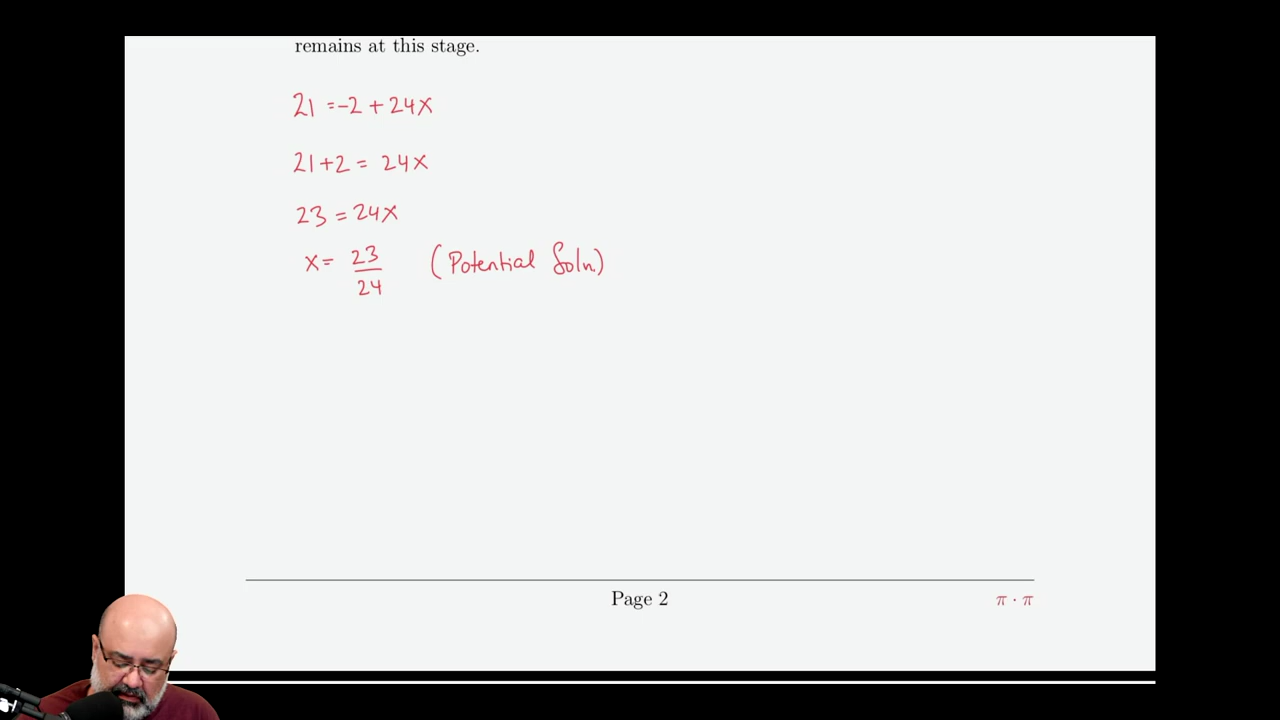 remains at this stage.
21 = -2 + 24x
21 + 2 = 24x
23 = 24x
x = 23/24 (Potential Soln.)
Page 2 π · π